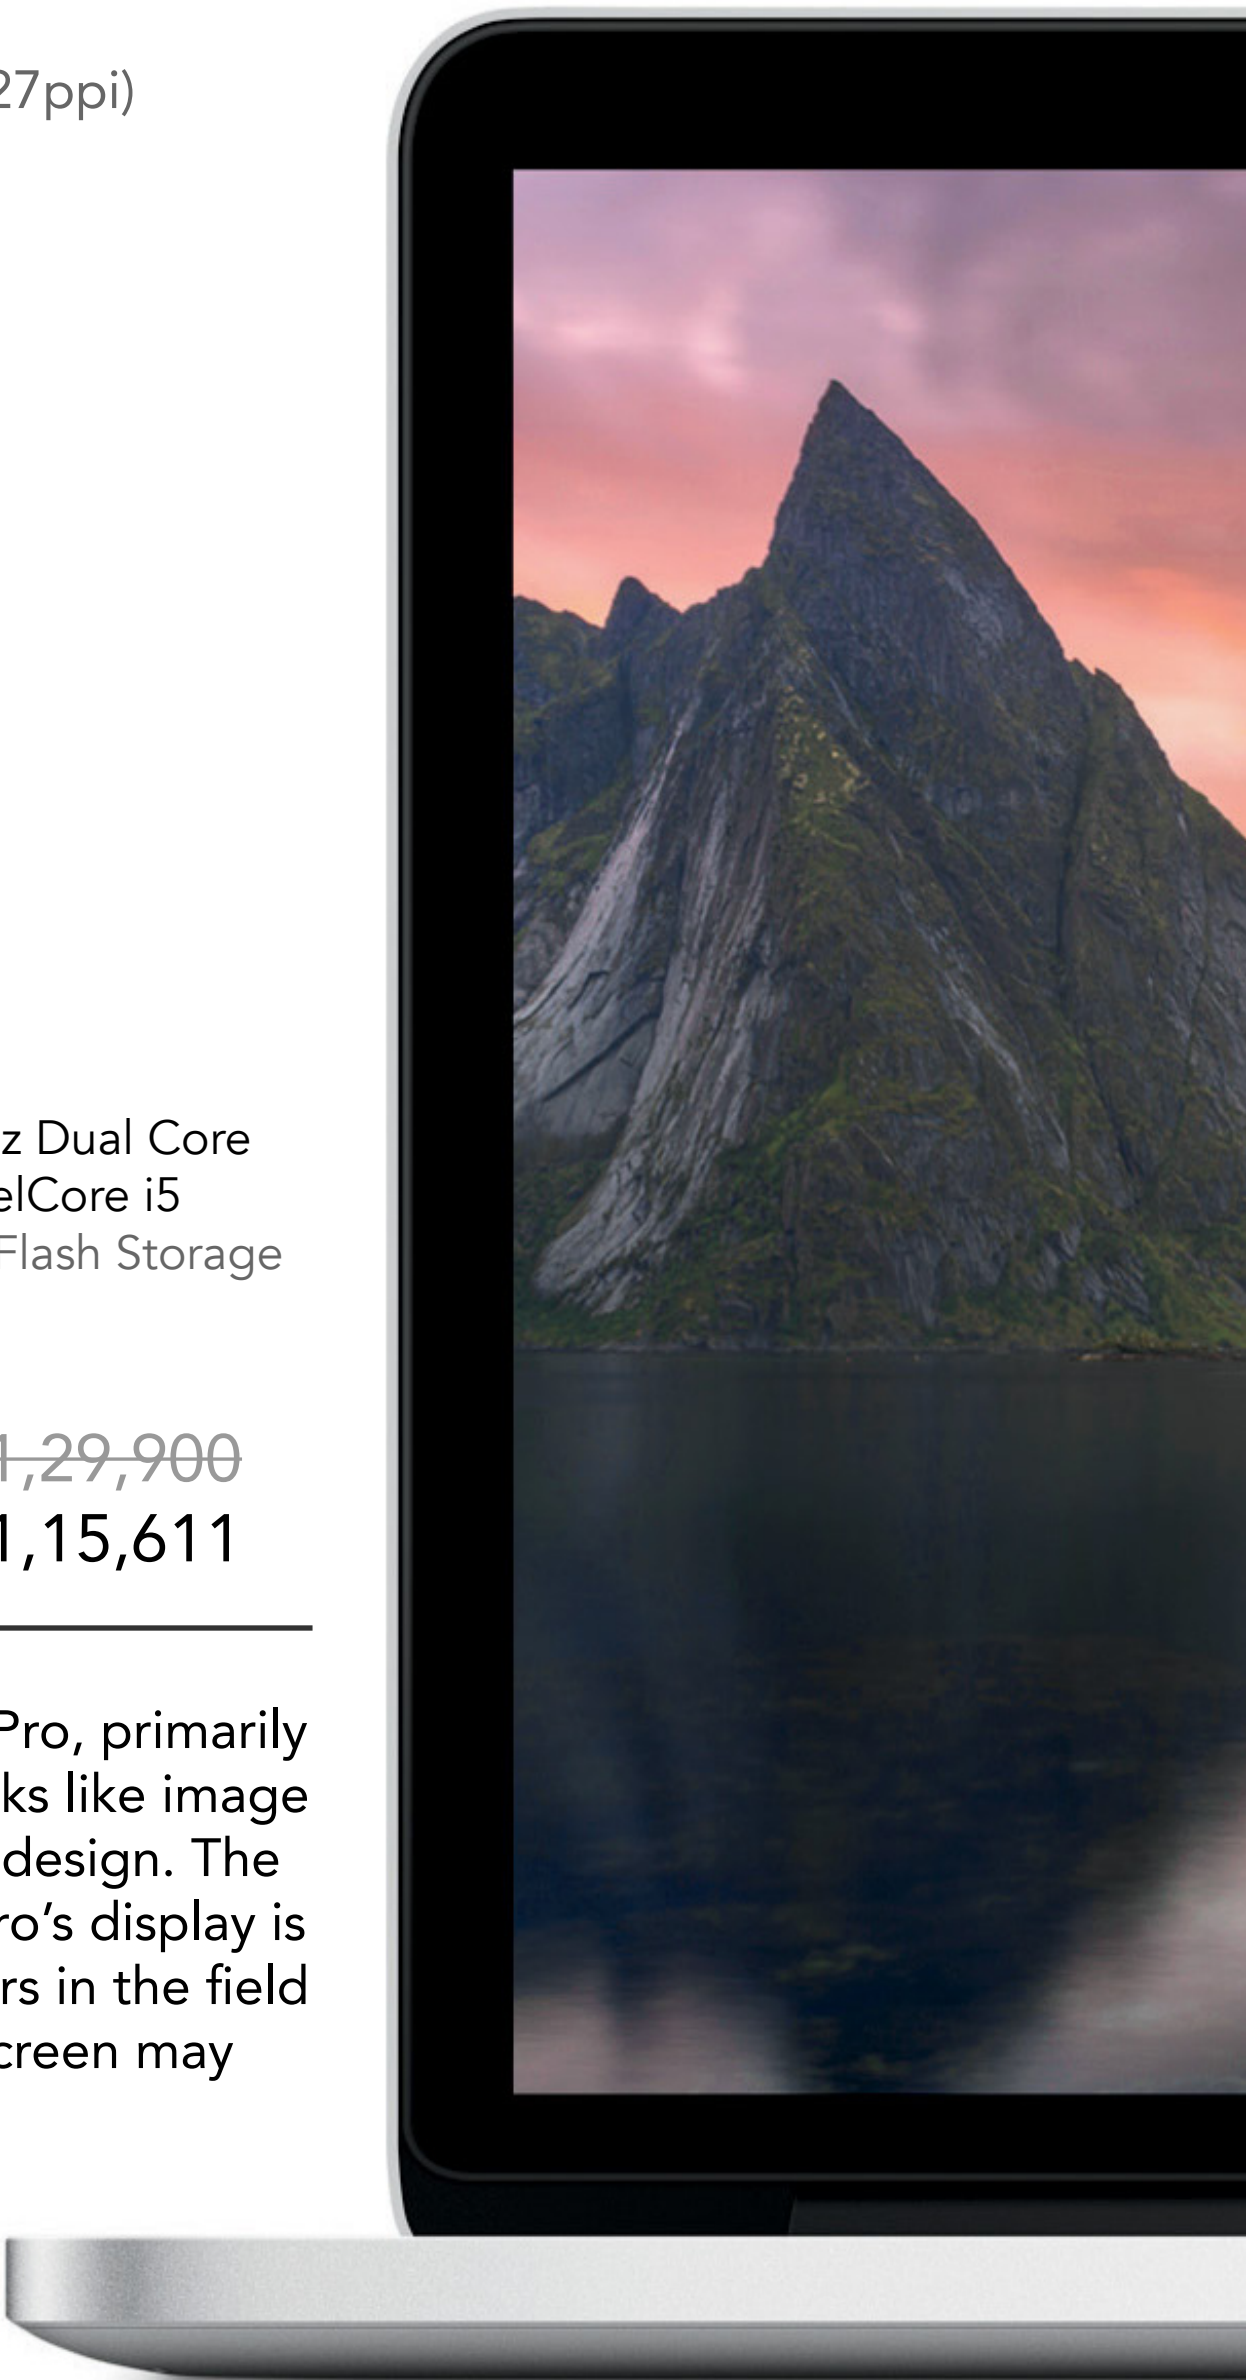 27ppi)
z Dual Core
elCore i5
Flash Storage
1,29,900
1,15,611
Pro, primarily
ks like image
design. The
ro’s display is
rs in the field
creen may